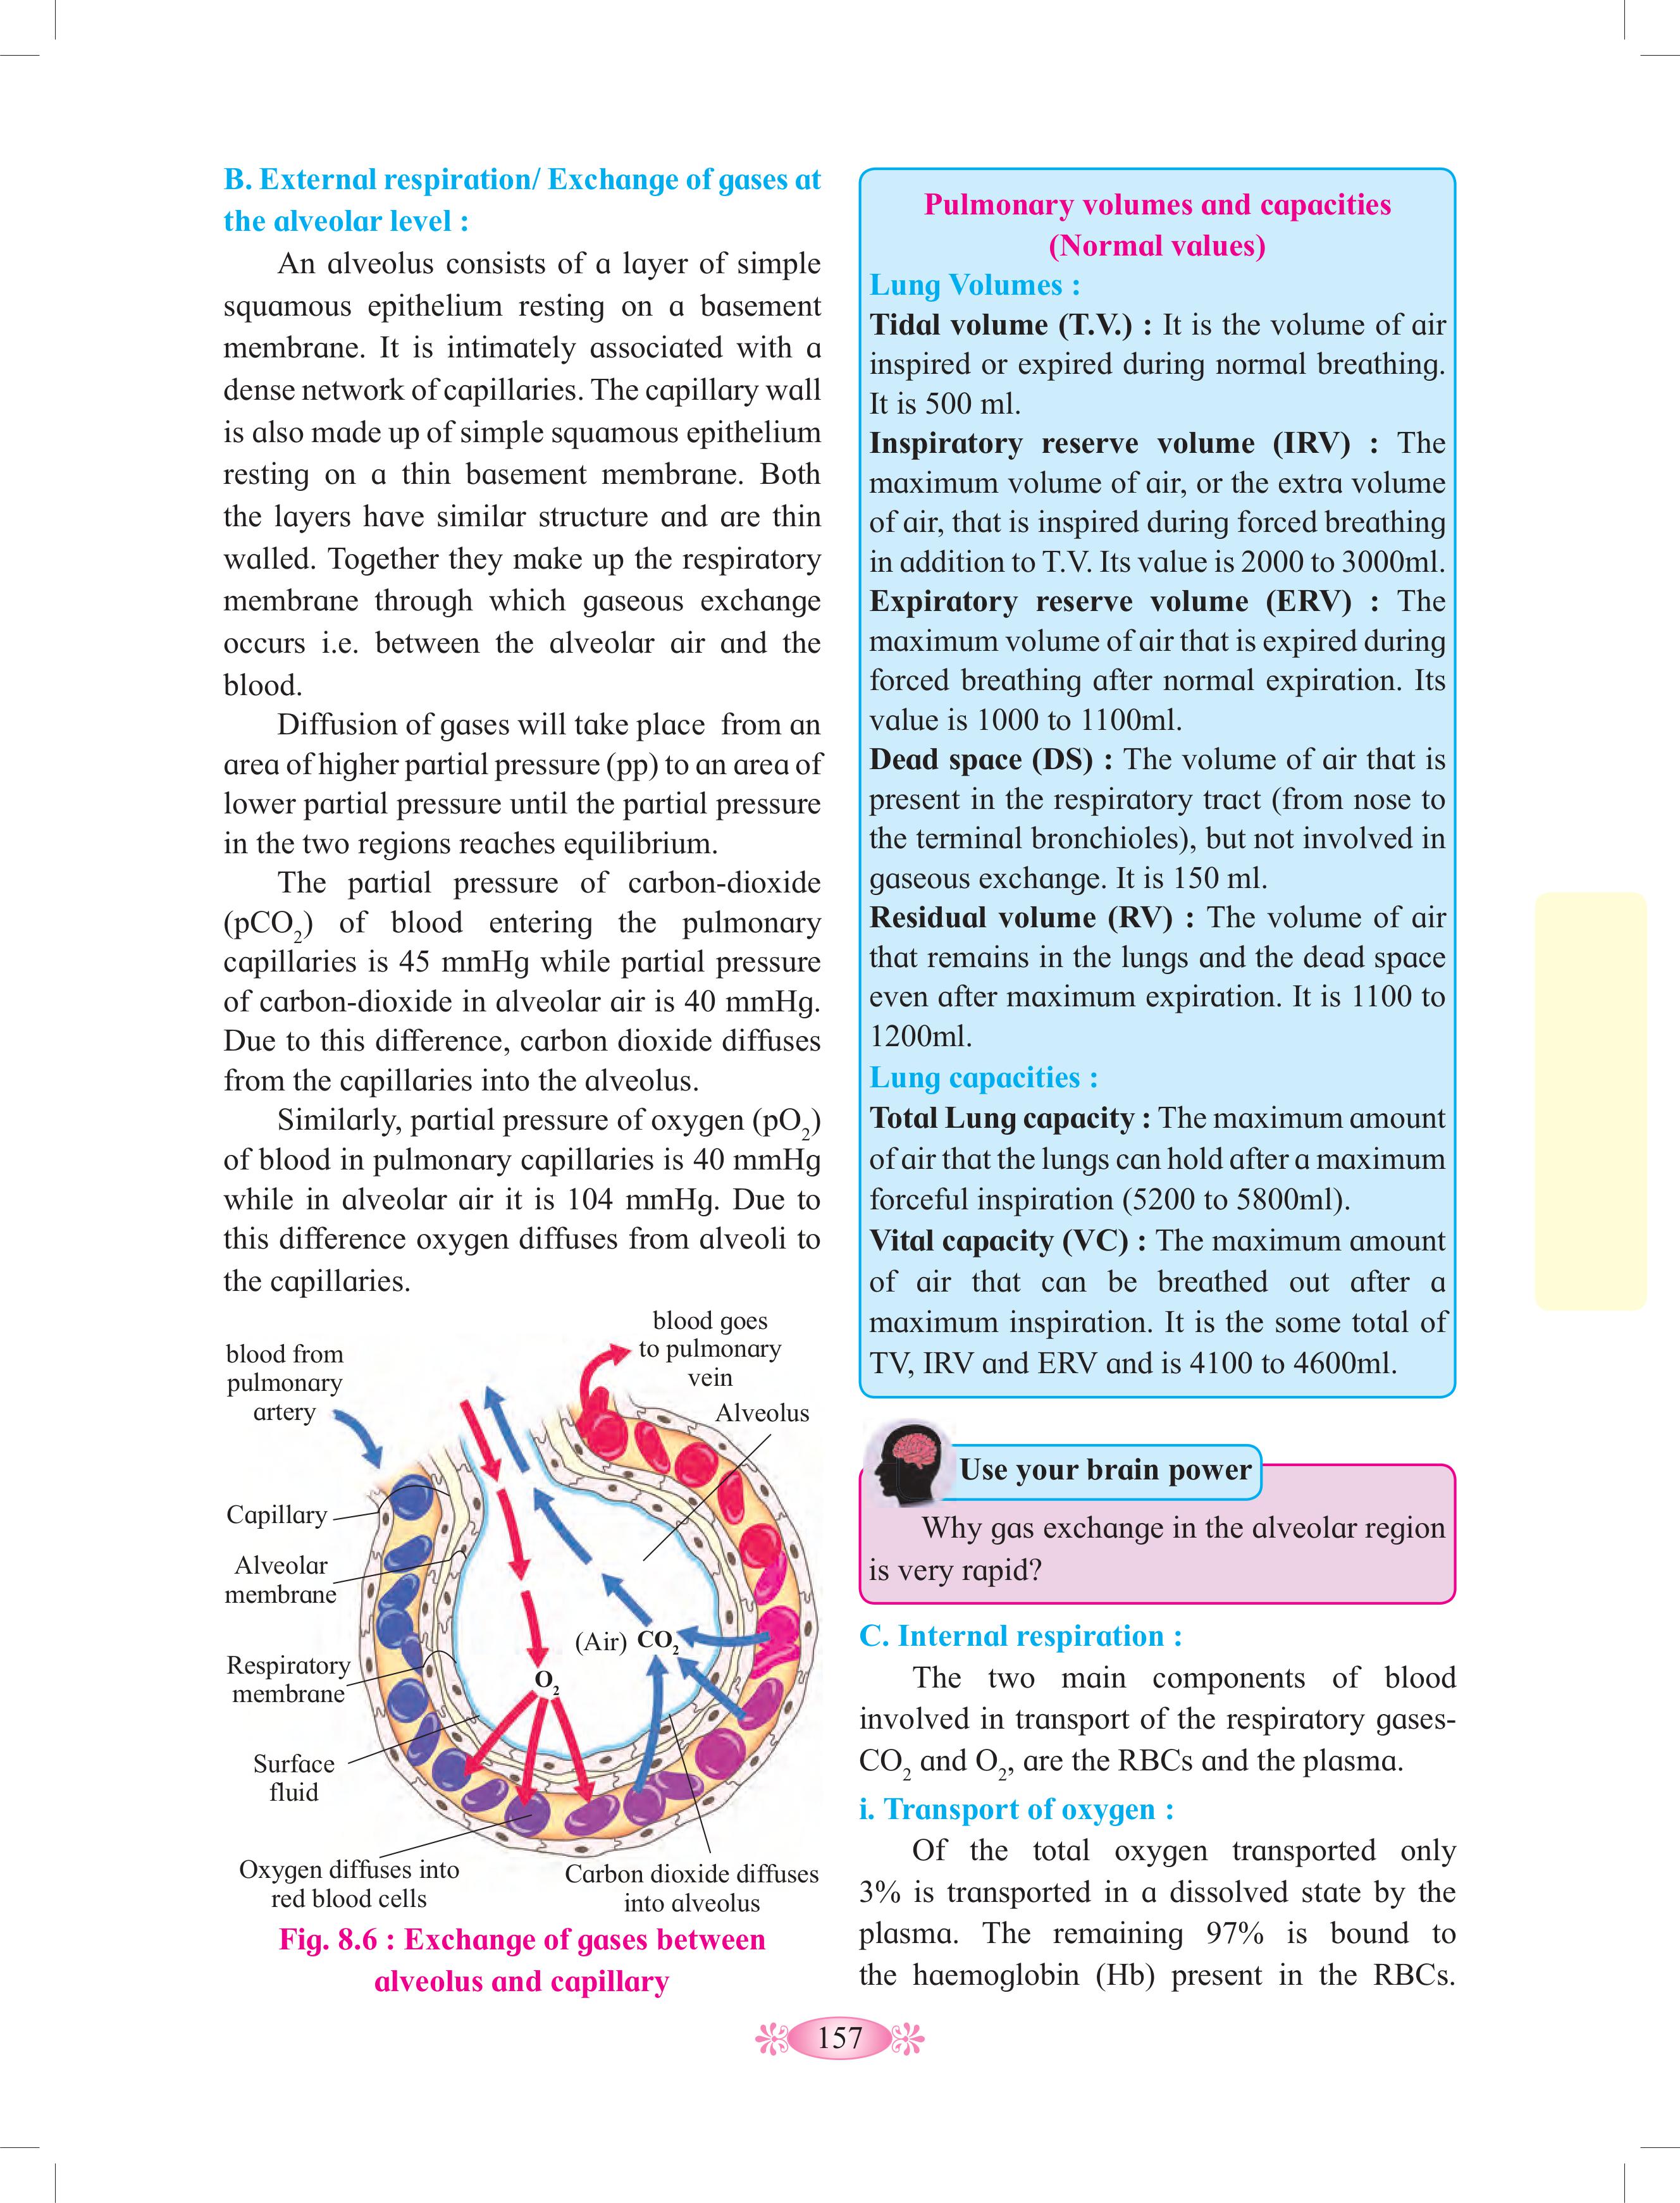 B. External respiration/ Exchange of gases at
the alveolar level :
An alveolus consists of a layer of simple
squamous epithelium resting on a basement
membrane. It is intimately associated with a
dense network of capillaries. The capillary wall
is also made up of simple squamous epithelium
resting on a thin basement membrane. Both
the layers have similar structure and are thin
walled. Together they make up the respiratory
membrane through which gaseous exchange
occurs i.e. between the alveolar air and the
blood.
Diffusion of gases will take place from an
area of higher partial pressure (pp) to an area of
lower partial pressure until the partial pressure
in the two regions reaches equilibrium.
The partial pressure of carbon-dioxide
(pCO₂) of blood entering the pulmonary
capillaries is 45 mmHg while partial pressure
of carbon-dioxide in alveolar air is 40 mmHg.
Due to this difference, carbon dioxide diffuses
from the capillaries into the alveolus.
Similarly, partial pressure of oxygen (pO₂)
of blood in pulmonary capillaries is 40 mmHg
while in alveolar air it is 104 mmHg. Due to
this difference oxygen diffuses from alveoli to
the capillaries.
blood goes
to pulmonary
vein
blood from
pulmonary
artery
Alveolus
Capillary
Alveolar
membrane
(Air) CO₂
Respiratory
membrane
O₂
Surface
fluid
Oxygen diffuses into
red blood cells
Carbon dioxide diffuses
into alveolus
Fig. 8.6 : Exchange of gases between
alveolus and capillary
Pulmonary volumes and capacities
(Normal values)
Lung Volumes :
Tidal volume (T.V.) : It is the volume of air
inspired or expired during normal breathing.
It is 500 ml.
Inspiratory reserve volume (IRV) : The
maximum volume of air, or the extra volume
of air, that is inspired during forced breathing
in addition to T.V. Its value is 2000 to 3000ml.
Expiratory reserve volume (ERV) : The
maximum volume of air that is expired during
forced breathing after normal expiration. Its
value is 1000 to 1100ml.
Dead space (DS) : The volume of air that is
present in the respiratory tract (from nose to
the terminal bronchioles), but not involved in
gaseous exchange. It is 150 ml.
Residual volume (RV) : The volume of air
that remains in the lungs and the dead space
even after maximum expiration. It is 1100 to
1200ml.
Lung capacities :
Total Lung capacity : The maximum amount
of air that the lungs can hold after a maximum
forceful inspiration (5200 to 5800ml).
Vital capacity (VC) : The maximum amount
of air that can be breathed out after a
maximum inspiration. It is the some total of
TV, IRV and ERV and is 4100 to 4600ml.
Use your brain power
Why gas exchange in the alveolar region
is very rapid?
C. Internal respiration :
The two main components of blood
involved in transport of the respiratory gases-
CO₂ and O₂, are the RBCs and the plasma.
i. Transport of oxygen :
Of the total oxygen transported only
3% is transported in a dissolved state by the
plasma. The remaining 97% is bound to
the haemoglobin (Hb) present in the RBCs.
157